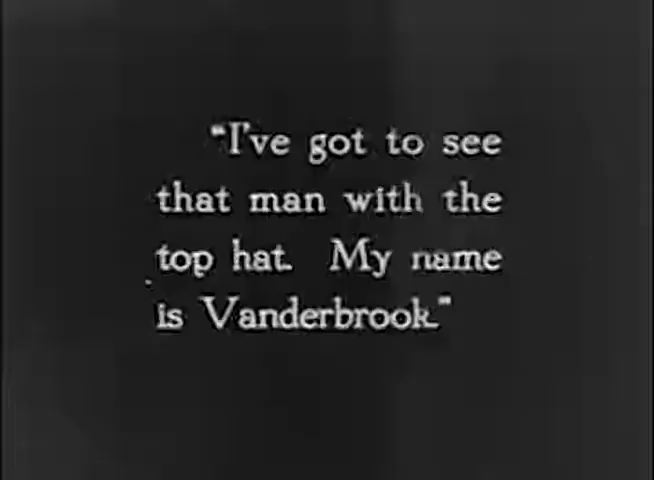 "I've got to see
that man with the
top hat. My name
is Vanderbrook."